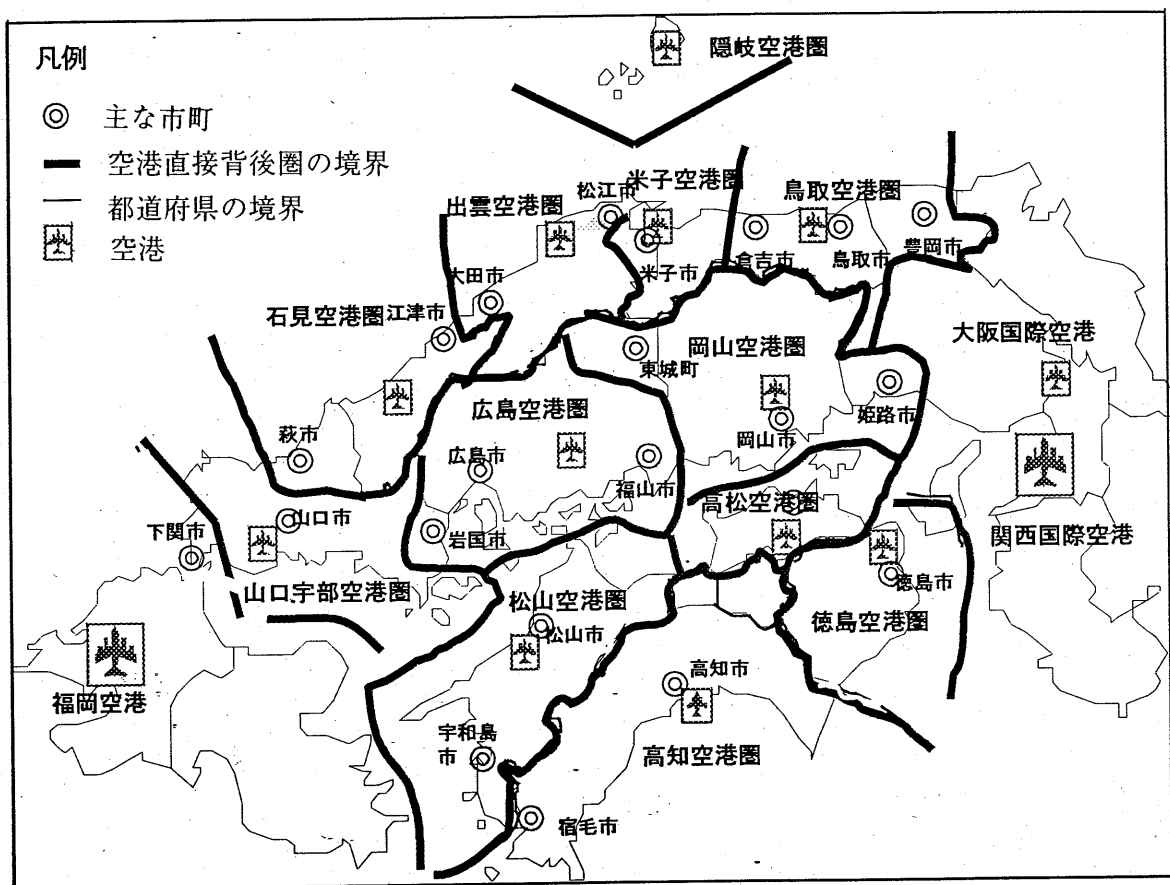 凡例
主な市町
空港直接背後圏の境界
都道府県の境界
空港
隠岐空港圏
米子空港圏
松江市
出雲空港圏
鳥取空港圏
豊岡市
倉吉市
鳥取市
米子市
大田市
石見空港圏
江津市
岡山空港圏
大阪国際空港
東城町
広島空港圏
姫路市
岡山市
萩市
広島市
福山市
高松空港圏
山口市
下関市
岩国市
関西国際空港
山口宇部空港圏
松山空港圏
徳島市
徳島空港圏
松山市
福岡空港
高知市
宇和島
市
高知空港圏
宿毛市